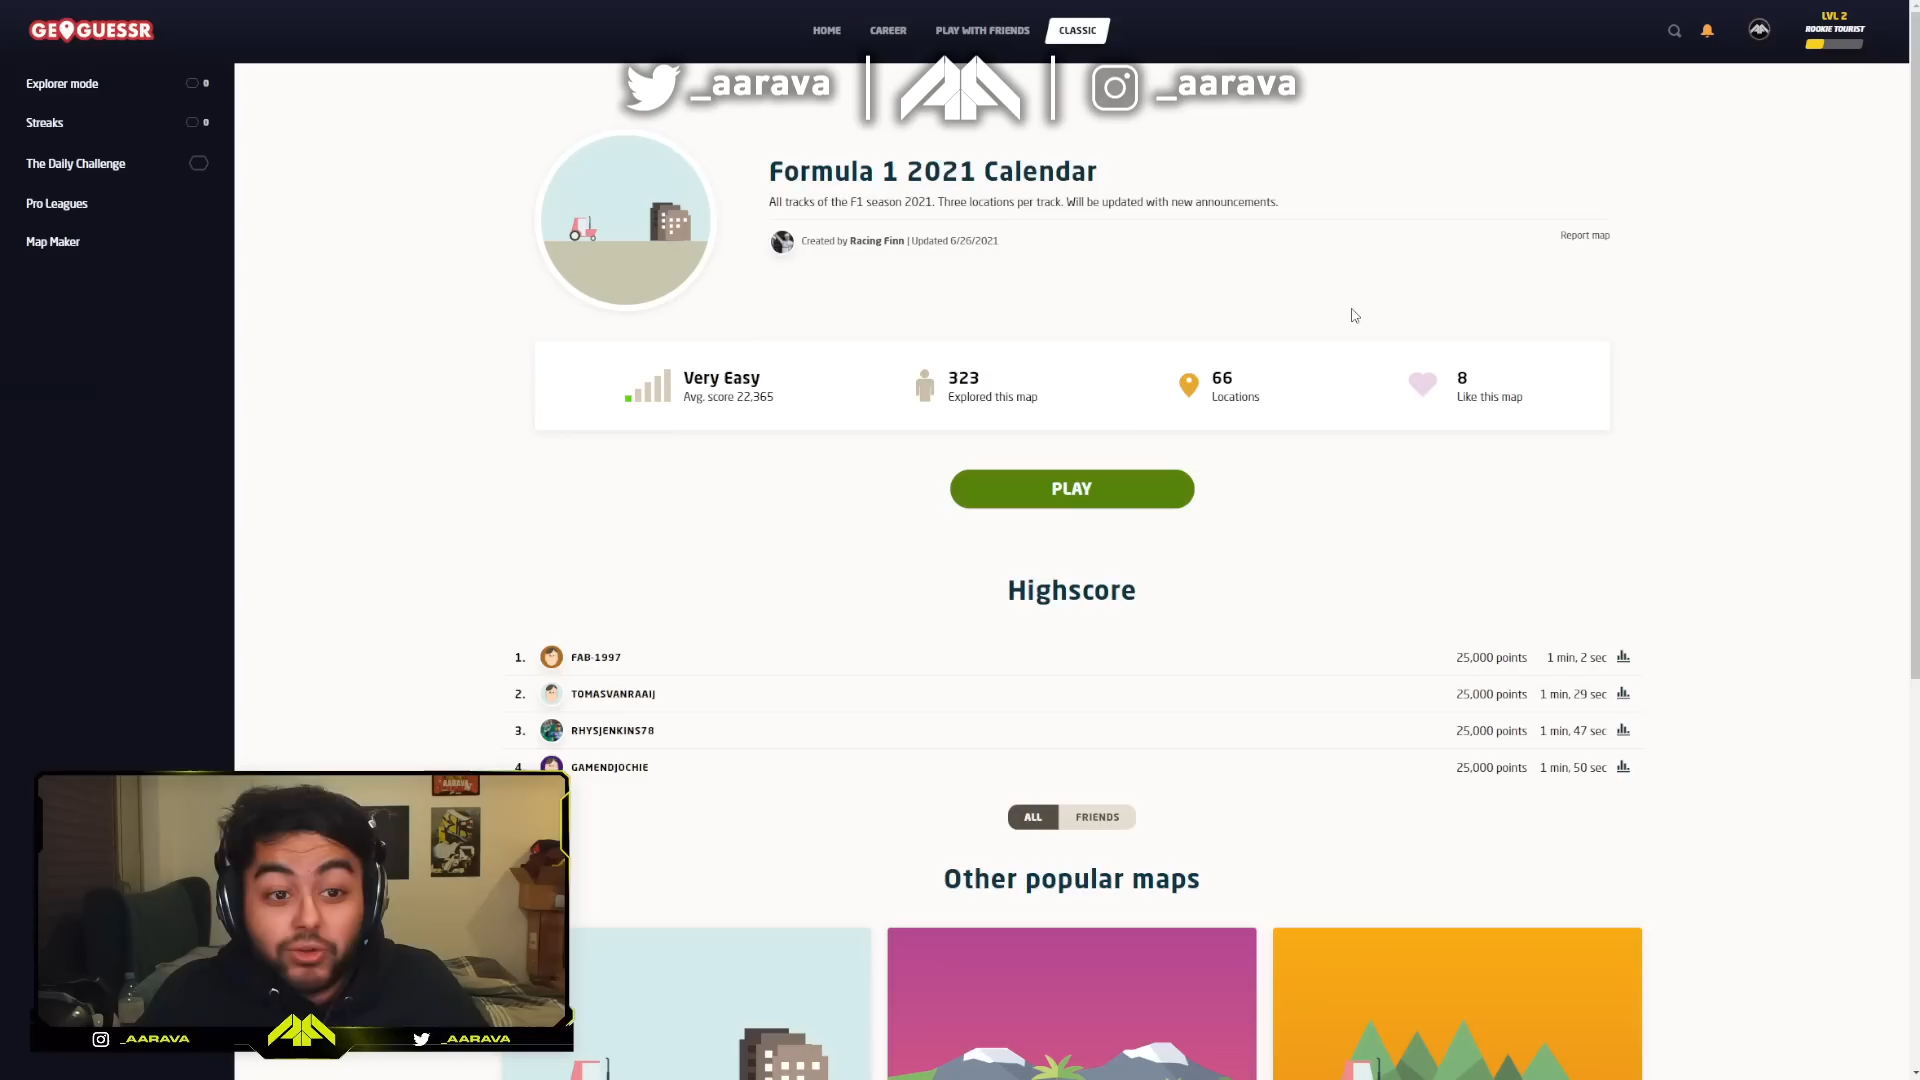 GEOGUESSR
HOME
CAREER
PLAY WITH FRIENDS
CLASSIC
LVL 2
ROOKIE TOURIST
Explorer mode 0
Streaks 0
The Daily Challenge
Pro Leagues
Map Maker
_aarava
_aarava
Formula 1 2021 Calendar
All tracks of the F1 season 2021. Three locations per track. Will be updated with new announcements.
Created by Racing Finn | Updated 6/26/2021
Report map
Very Easy
Avg. score 22,365
323
Explored this map
66
Locations
8
Like this map
PLAY
Highscore
1. FAB-1997 25,000 points 1 min, 2 sec
2. TOMASVANRAAIJ 25,000 points 1 min, 29 sec
3. RHYSJENKINS78 25,000 points 1 min, 47 sec
4. GAMENDJOCHIE 25,000 points 1 min, 50 sec
ALL
FRIENDS
Other popular maps
AARAVA
_AARAVA
_AARAVA